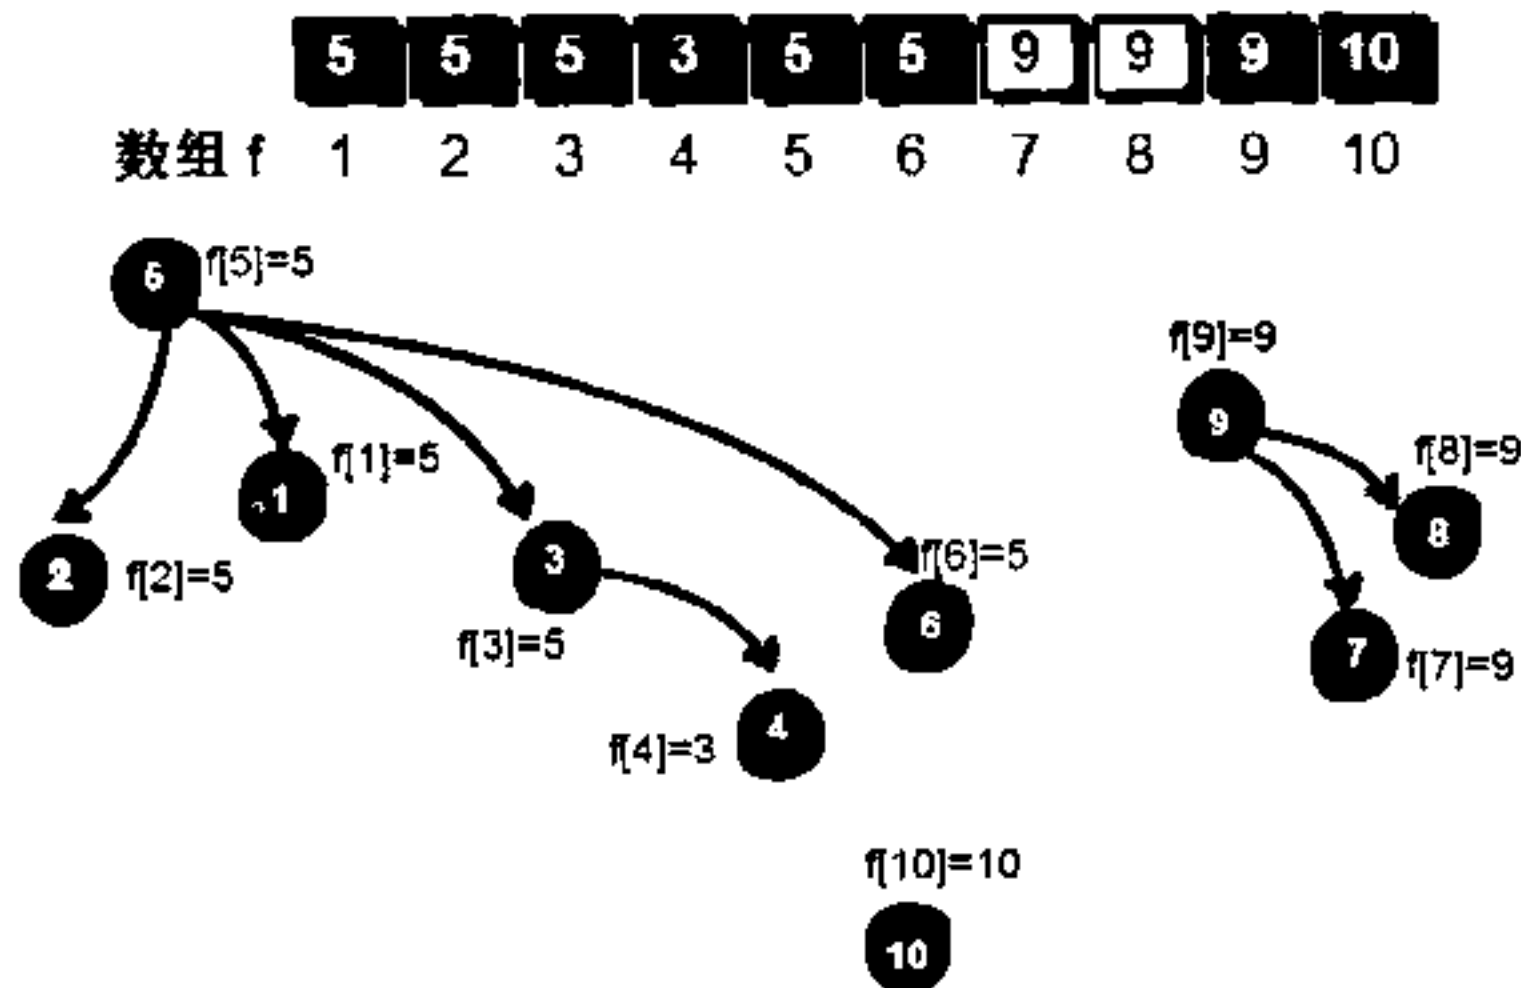 5 5 5 3 5 5 9 9 9 10
数组 f 1 2 3 4 5 6 7 8 9 10
5 f[5]=5
f[9]=9
9
f[8]=9
f[1]=5
1
8
3
f[6]=5
2 f[2]=5
6
f[3]=5
7 f[7]=9
4
f[4]=3
f[10]=10
10